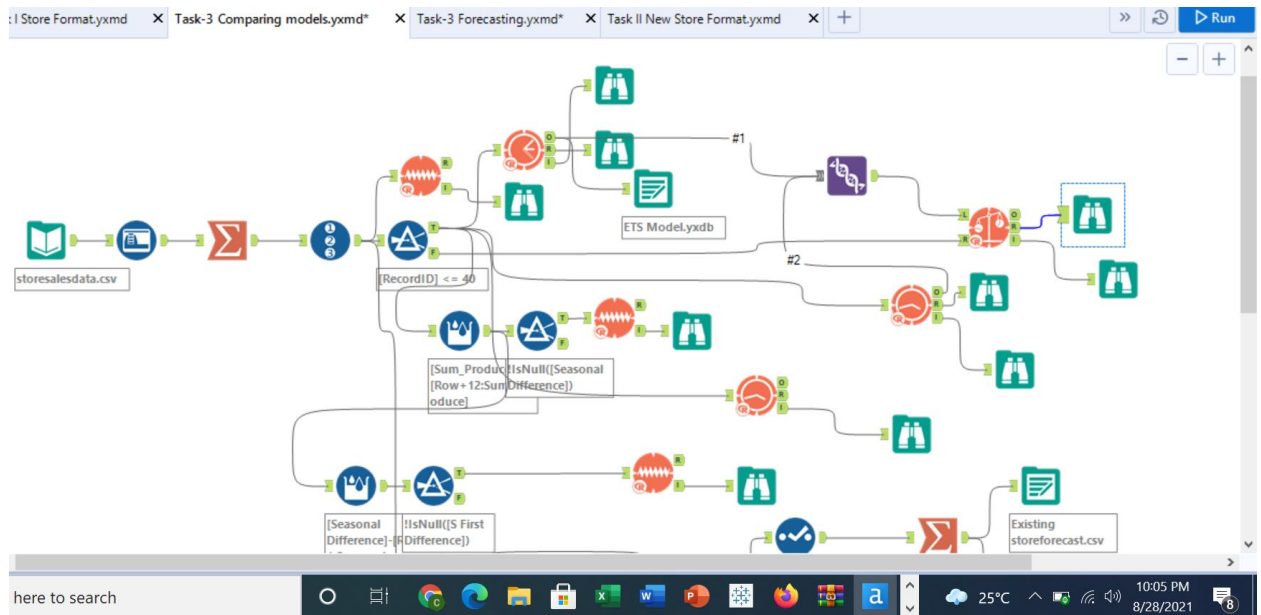 I Store Format.yxmd X Task-3 Comparing models.yxmd* X Task-3 Forecasting.yxmd* X Task II New Store Format.yxmd X +
Run
#1
ETS Model.yxdb
storesalesdata.csv
[RecordID] <= 40
#2
[Sum_Produc
[Row+12:Sum
oduce]
!IsNull([Seasonal
Difference])
[Seasonal
Difference]-[R
!IsNull([S First
Difference])
Existing
storeforecast.csv
here to search
25°C
10:05 PM
8/28/2021
8